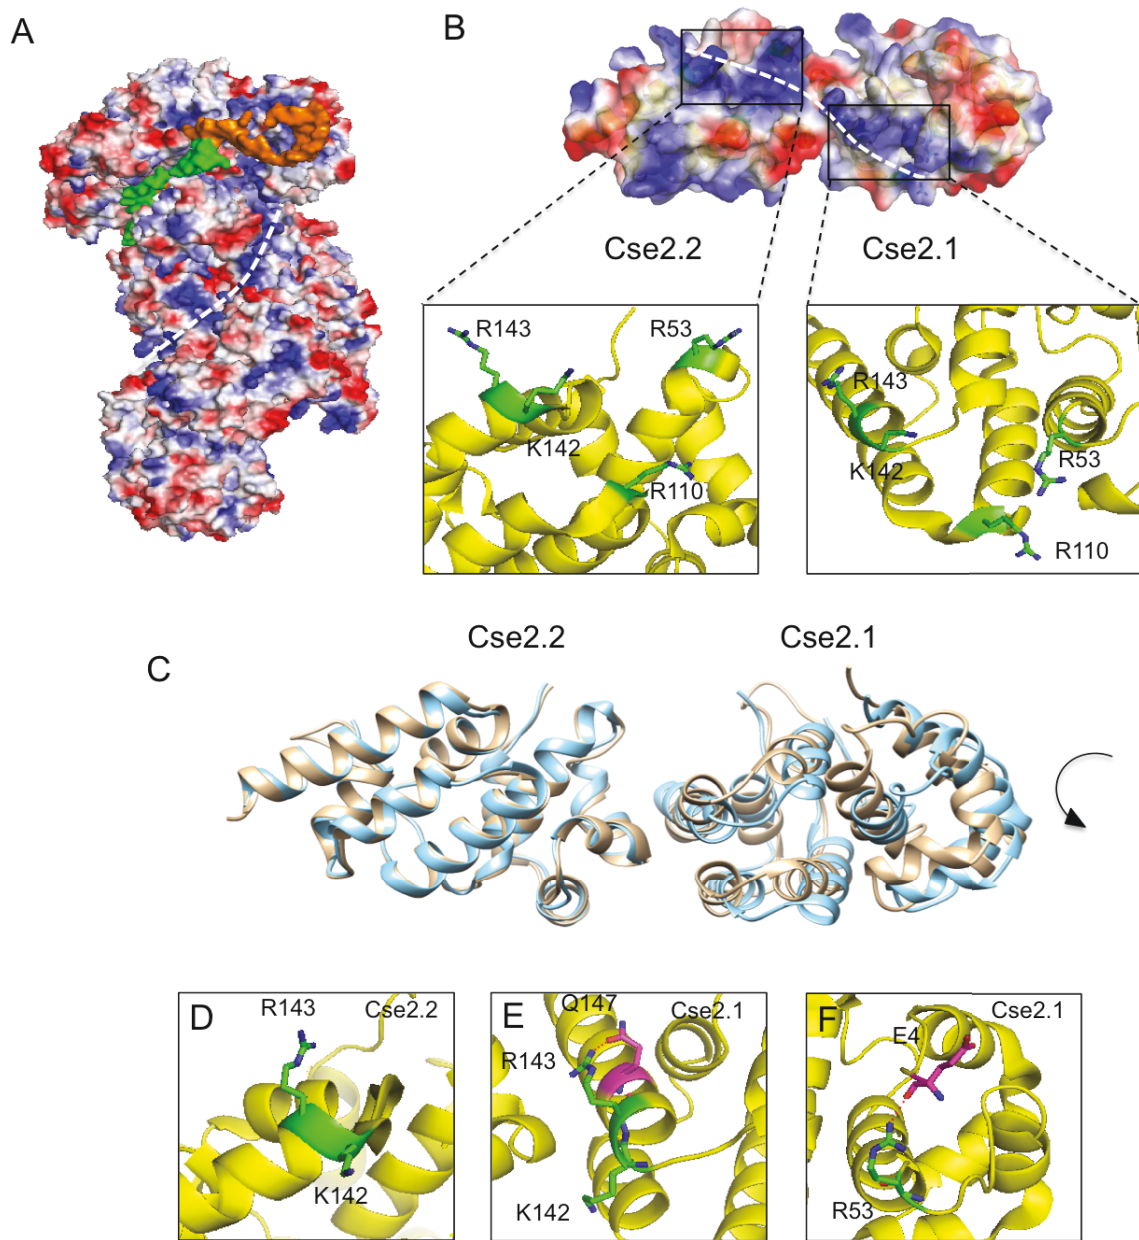 A
B
Cse2.2
Cse2.1
R143
R53
K142
R110
R143
K142
R53
R110
Cse2.2
Cse2.1
C
D
R143
Cse2.2
K142
E
Q147
Cse2.1
R143
K142
F
Cse2.1
E4
R53